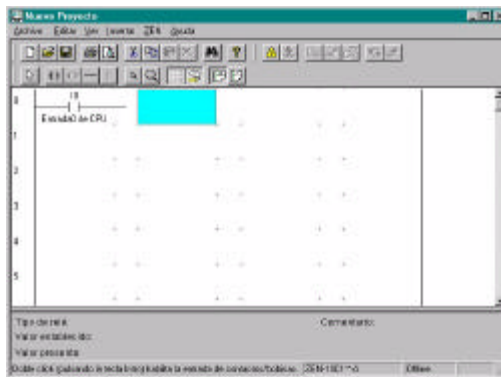 Nuevo Proyecto
Archivo Editar Ver Insertar ZEN Ayuda
0
I0
Entrada0 de CPU
1
2
3
4
5
Tipo de relé: Comentario:
Valor establecido:
Valor presente:
Doble click (pulsando la tecla Intro) habilita la entrada de contactos/bobinas. Offline